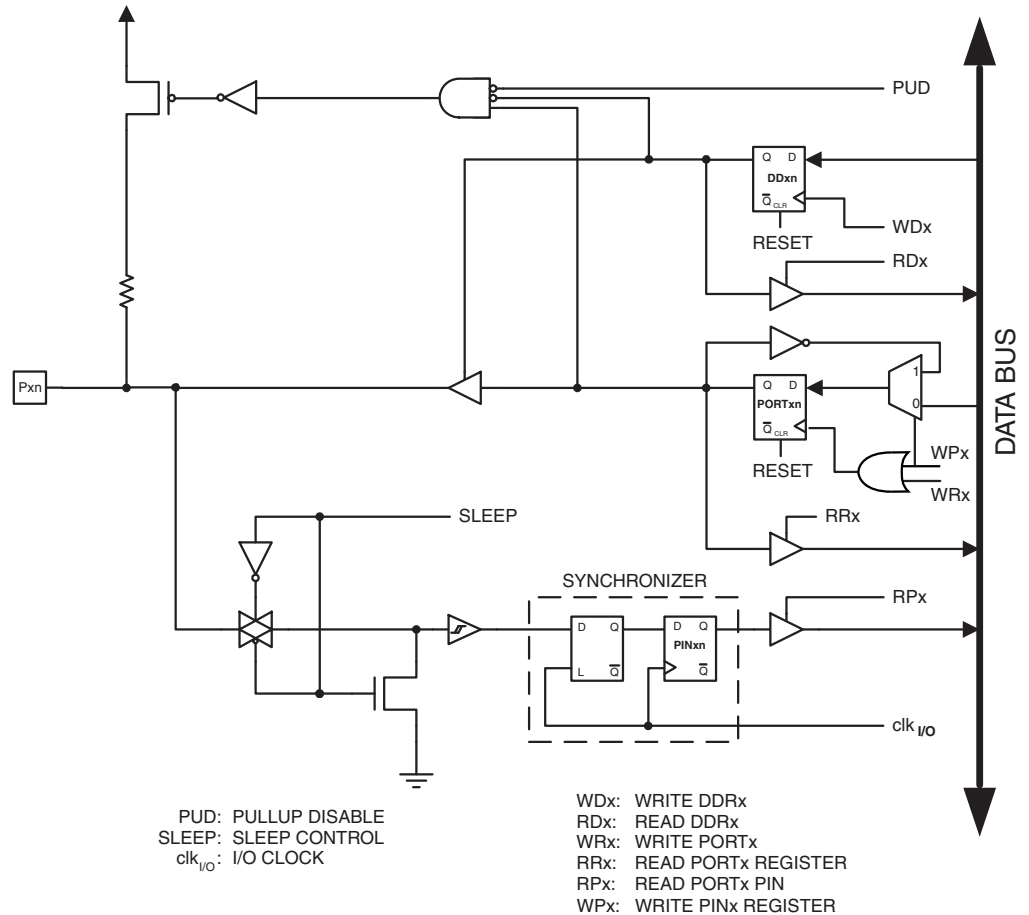 PUD
Q D
DDxn
Q CLR
WDx
RESET
RDx
Pxn
Q D
PORTxn
Q CLR
1
0
DATA BUS
RESET
WPx
WRx
SLEEP
RRx
SYNCHRONIZER
RPx
D Q
L Q
D Q
PINxn
Q
clk I/O
PUD: PULLUP DISABLE
SLEEP: SLEEP CONTROL
clk I/O: I/O CLOCK
WDx: WRITE DDRx
RDx: READ DDRx
WRx: WRITE PORTx
RRx: READ PORTx REGISTER
RPx: READ PORTx PIN
WPx: WRITE PINx REGISTER